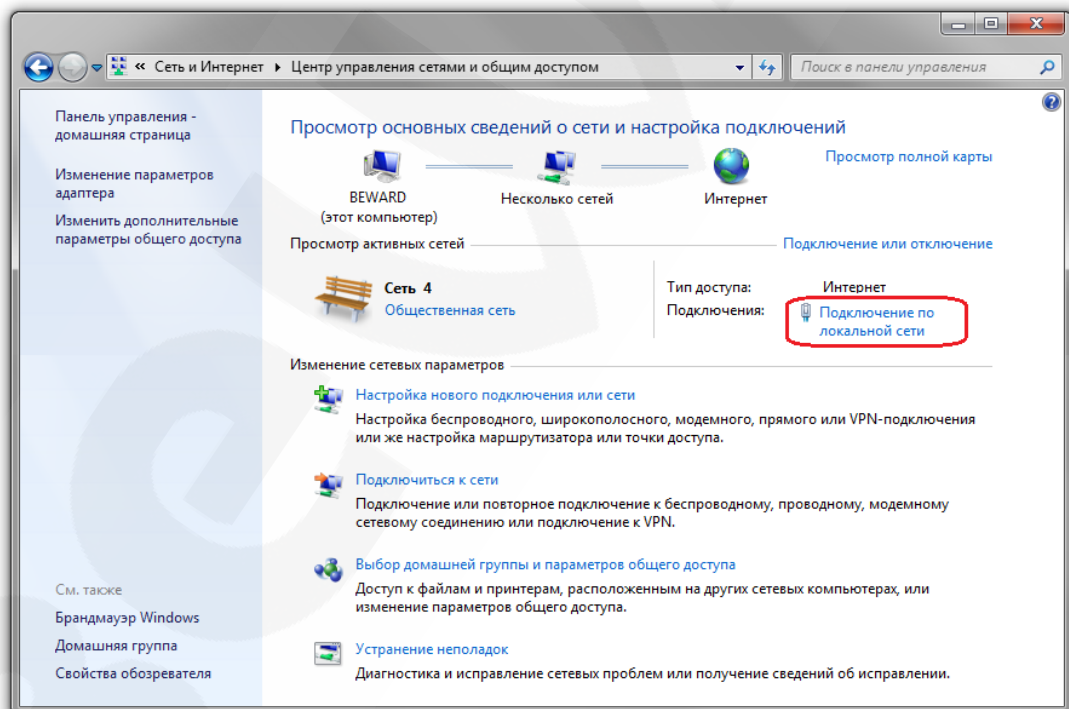 « Сеть и Интернет ▸ Центр управления сетями и общим доступом
Поиск в панели управления
Панель управления -
домашняя страница
Изменение параметров
адаптера
Изменить дополнительные
параметры общего доступа
Просмотр основных сведений о сети и настройка подключений
Просмотр полной карты
BEWARD
(этот компьютер)
Несколько сетей
Интернет
Просмотр активных сетей
Подключение или отключение
Сеть 4
Общественная сеть
Тип доступа: Интернет
Подключения: Подключение по
локальной сети
Изменение сетевых параметров
Настройка нового подключения или сети
Настройка беспроводного, широкополосного, модемного, прямого или VPN-подключения
или же настройка маршрутизатора или точки доступа.
Подключиться к сети
Подключение или повторное подключение к беспроводному, проводному, модемному
сетевому соединению или подключение к VPN.
Выбор домашней группы и параметров общего доступа
Доступ к файлам и принтерам, расположенным на других сетевых компьютерах, или
изменение параметров общего доступа.
Устранение неполадок
Диагностика и исправление сетевых проблем или получение сведений об исправлении.
См. также
Брандмауэр Windows
Домашняя группа
Свойства обозревателя